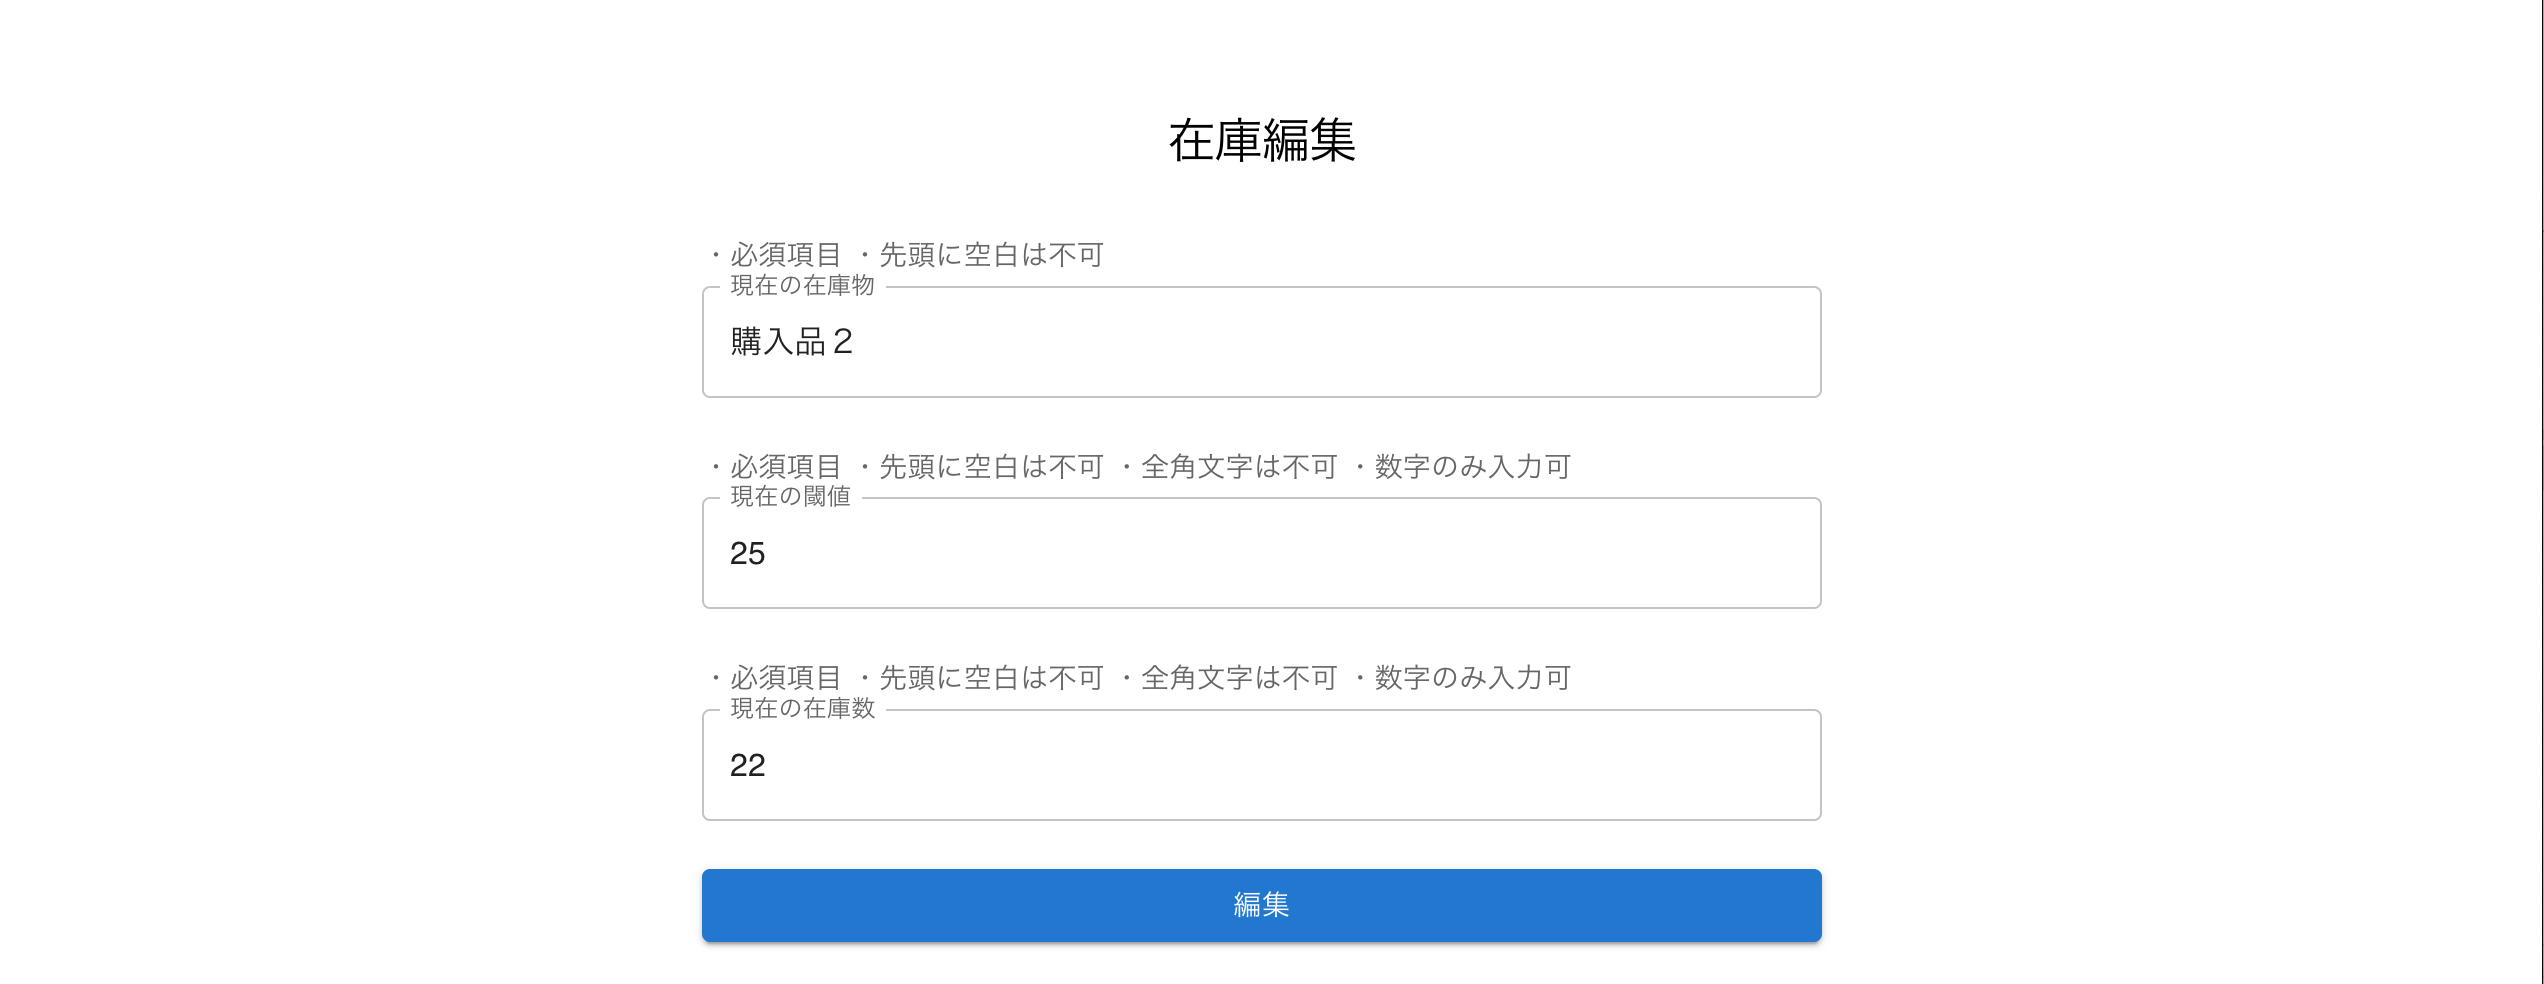 在庫編集
・必須項目 ・先頭に空白は不可
現在の在庫物
購入品２
・必須項目 ・先頭に空白は不可 ・全角文字は不可 ・数字のみ入力可
現在の閾値
25
・必須項目 ・先頭に空白は不可 ・全角文字は不可 ・数字のみ入力可
現在の在庫数
22
編集